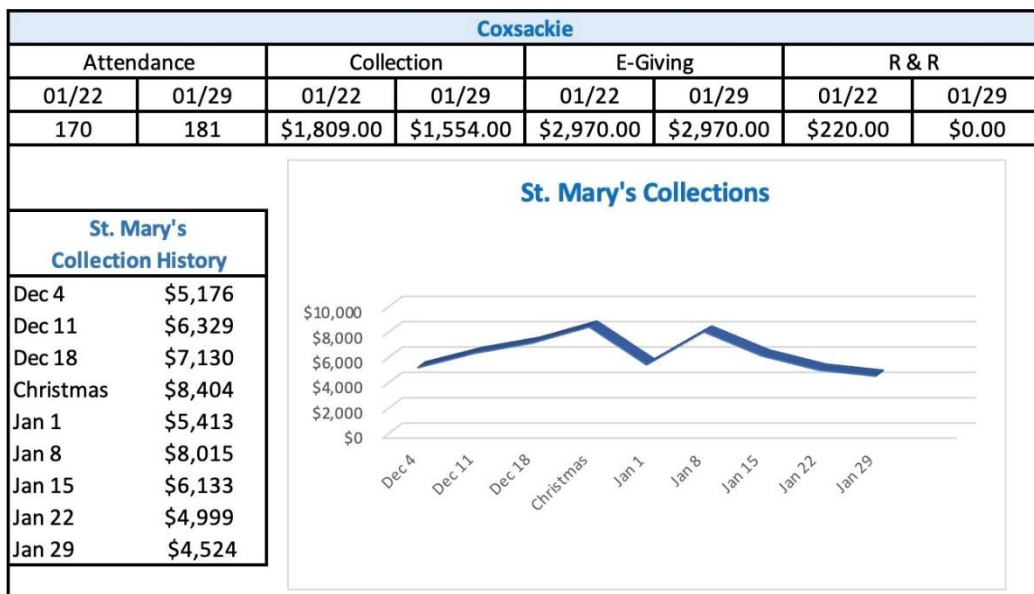 Coxsackie
Attendance Collection E-Giving R & R
01/22 01/29 01/22 01/29 01/22 01/29 01/22 01/29
170 181 $1,809.00 $1,554.00 $2,970.00 $2,970.00 $220.00 $0.00
St. Mary's
Collection History
Dec 4 $5,176
Dec 11 $6,329
Dec 18 $7,130
Christmas $8,404
Jan 1 $5,413
Jan 8 $8,015
Jan 15 $6,133
Jan 22 $4,999
Jan 29 $4,524
St. Mary's Collections
$10,000
$8,000
$6,000
$4,000
$2,000
$0
Dec 4 Dec 11 Dec 18 Christmas Jan 1 Jan 8 Jan 15 Jan 22 Jan 29